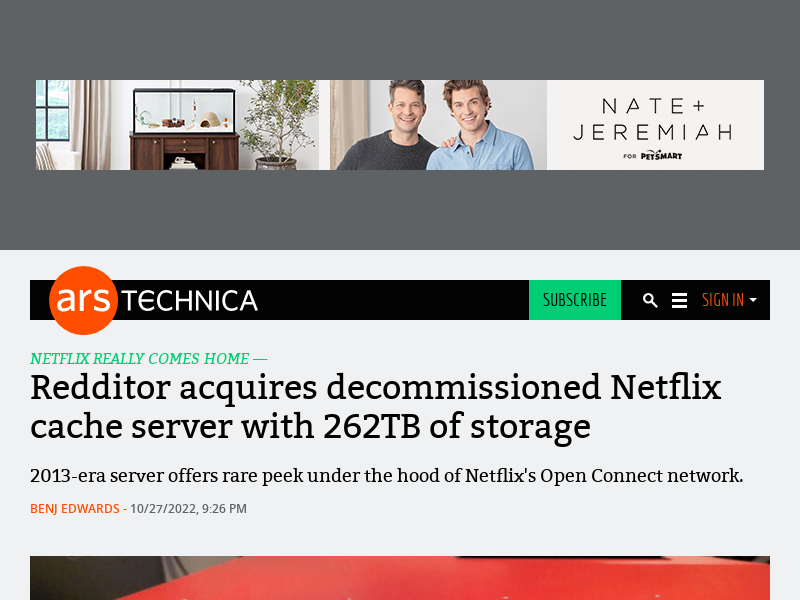 NATE +
JEREMIAH
FOR PETSMART
ars TECHNICA
SUBSCRIBE
SIGN IN
NETFLIX REALLY COMES HOME —
Redditor acquires decommissioned Netflix
cache server with 262TB of storage
2013-era server offers rare peek under the hood of Netflix's Open Connect network.
BENJ EDWARDS - 10/27/2022, 9:26 PM